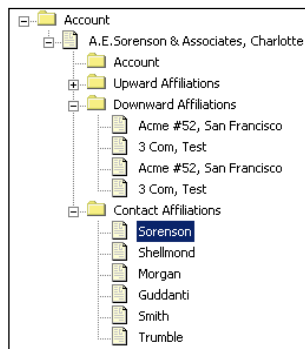 Account
A.E.Sorenson & Associates, Charlotte
Account
Upward Affiliations
Downward Affiliations
Acme #52, San Francisco
3 Com, Test
Acme #52, San Francisco
3 Com, Test
Contact Affiliations
Sorenson
Shellmond
Morgan
Guddanti
Smith
Trumble